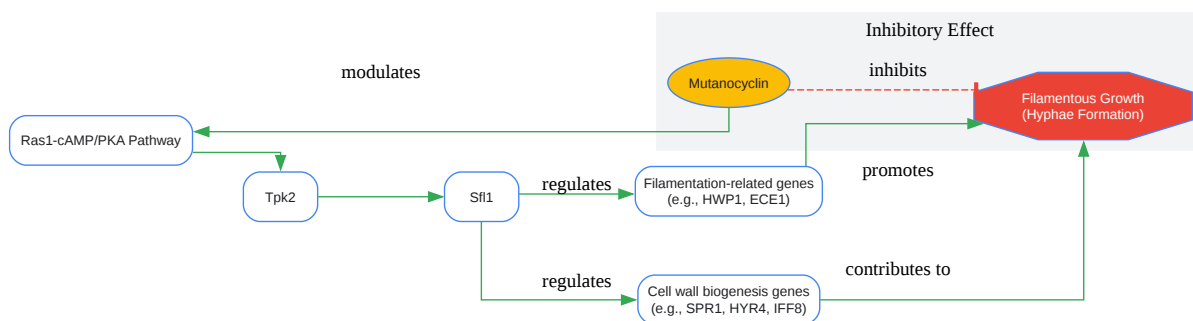 Inhibitory Effect
modulates
inhibits
Mutanocyclin
Filamentous Growth
(Hyphae Formation)
Ras1-cAMP/PKA Pathway
promotes
Tpk2
Sfl1
regulates
Filamentation-related genes
(e.g., HWP1, ECE1)
regulates
contributes to
Cell wall biogenesis genes
(e.g., SPR1, HYR4, IFF8)